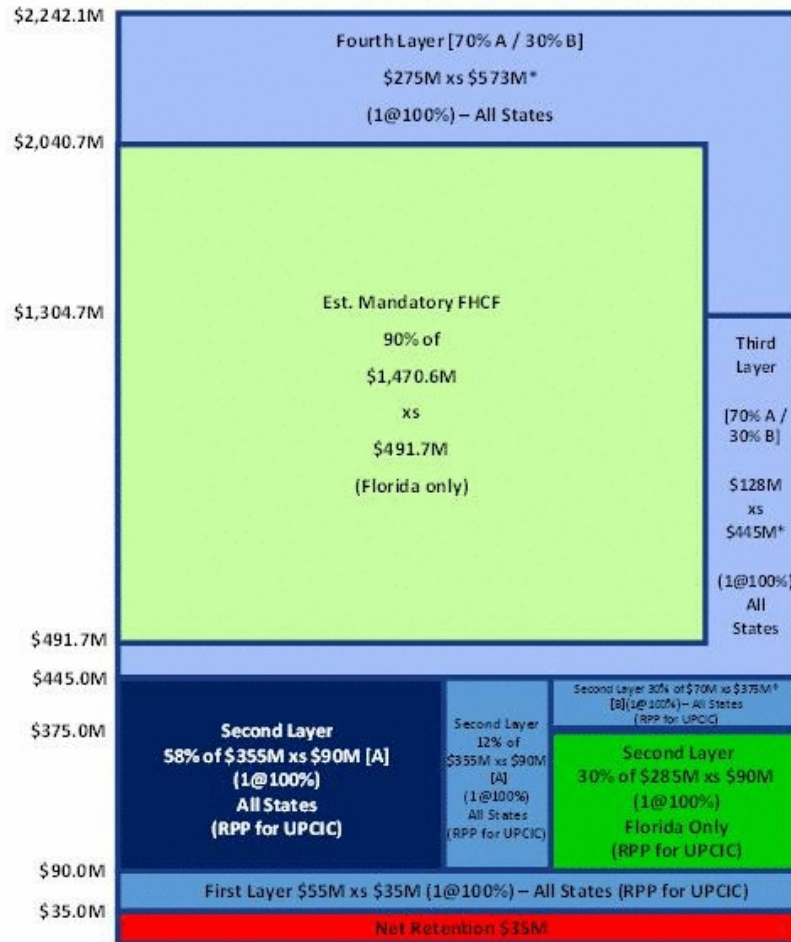 $2,242.1M
Fourth Layer [70% A / 30% B]
$275M xs $573M*
(1@100%) – All States
$2,040.7M
Est. Mandatory FHCF
90% of
$1,470.6M
xs
$491.7M
(Florida only)
$1,304.7M
Third
Layer
[70% A /
30% B]
$128M
xs
$445M*
(1@100%)
All
States
$491.7M
$445.0M
Second Layer
58% of $355M xs $90M [A]
(1@100%)
All States
(RPP for UPCIC)
Second Layer
12% of
$355M xs $90M
[A]
(1@100%)
All States
(RPP for UPCIC)
Second Layer 30% of $70M xs $375M*
[B](1@100%) – All States
(RPP for UPCIC)
$375.0M
Second Layer
30% of $285M xs $90M
(1@100%)
Florida Only
(RPP for UPCIC)
$90.0M
First Layer $55M xs $35M (1@100%) – All States (RPP for UPCIC)
$35.0M
Net Retention $35M